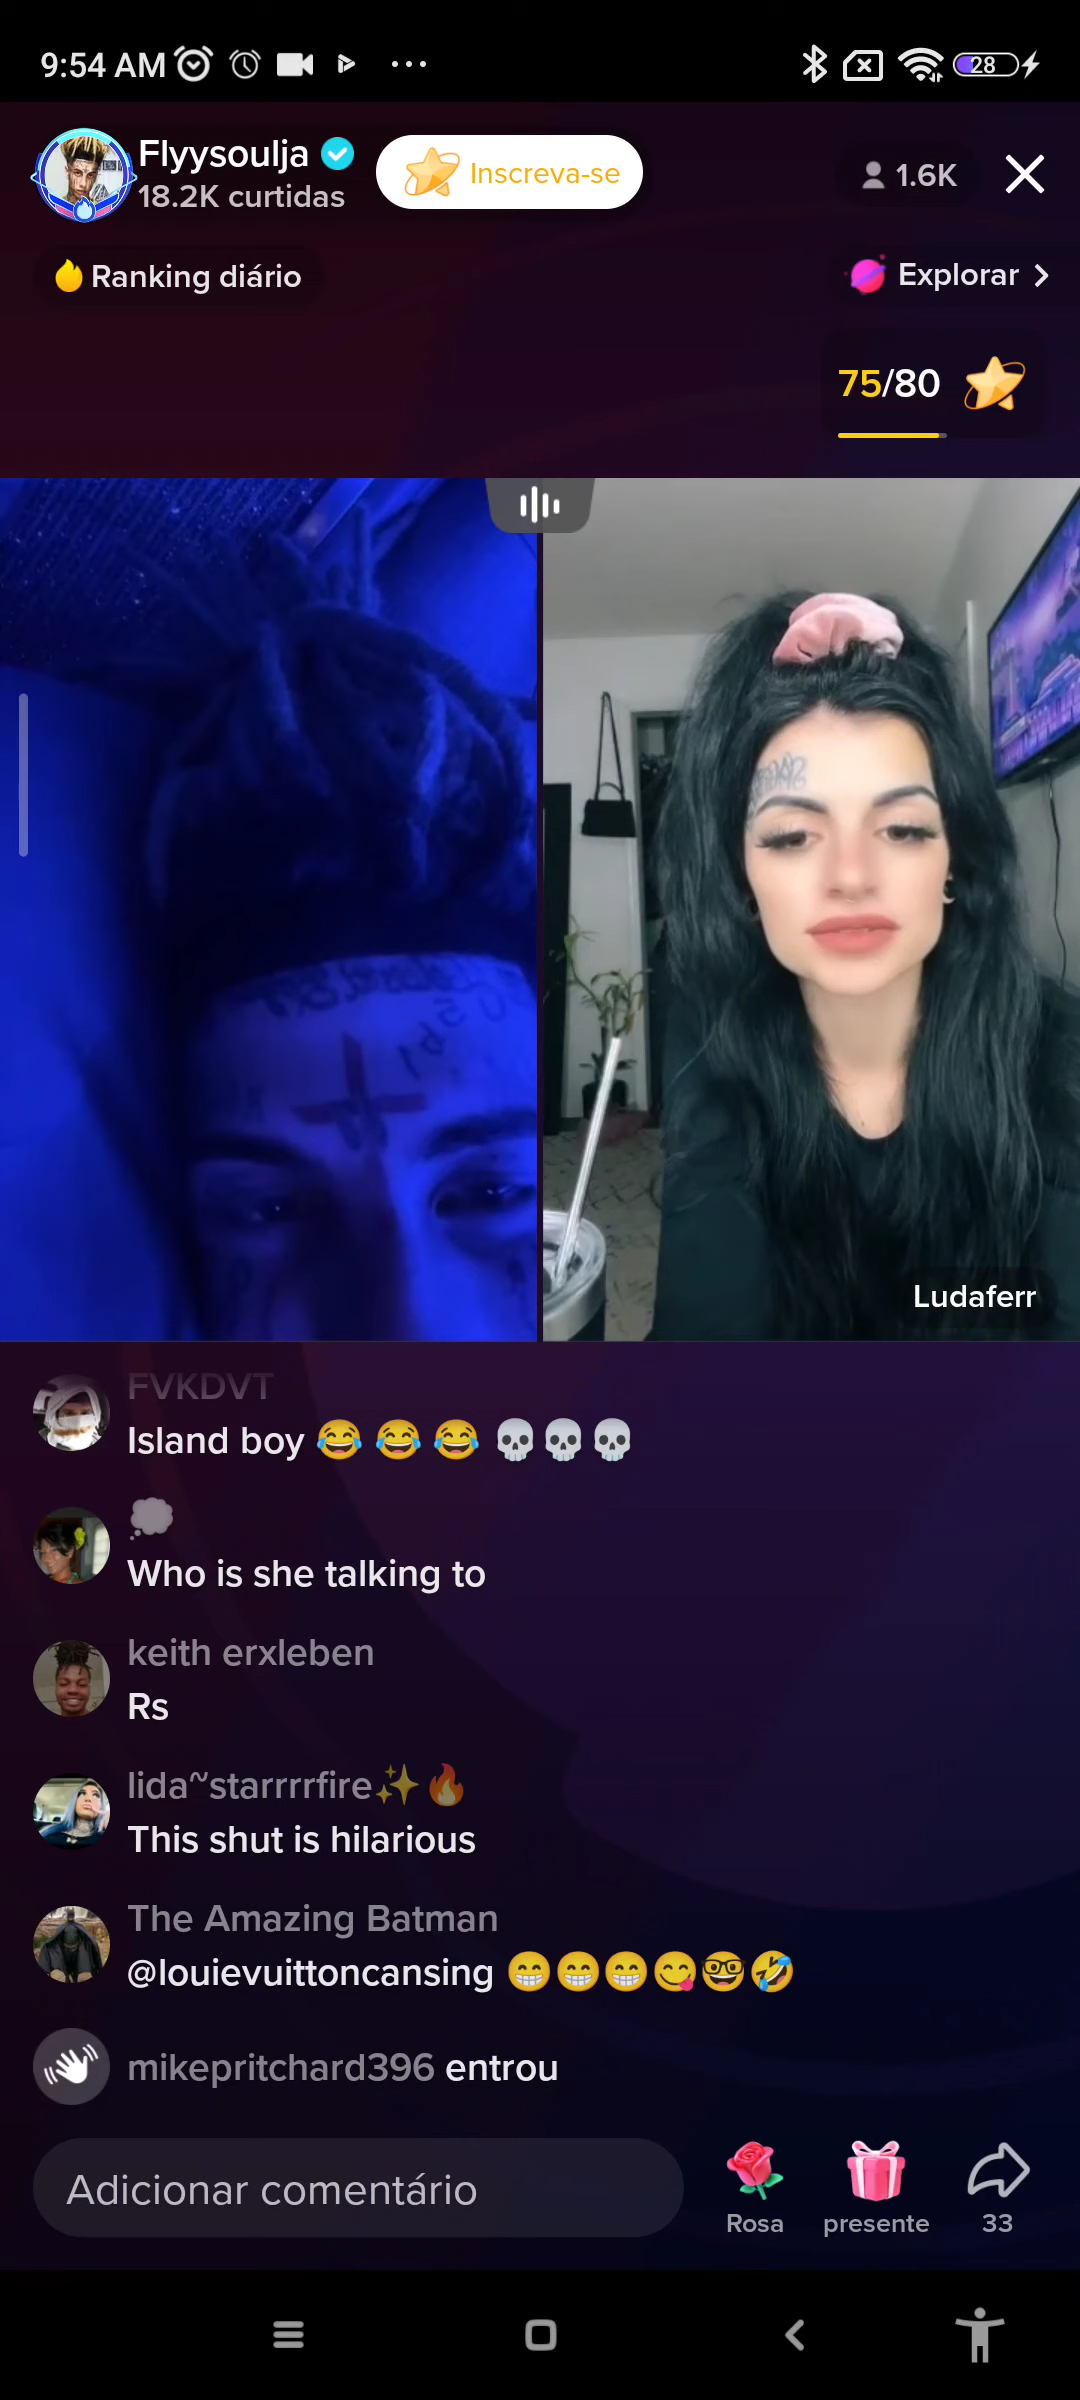 9:54 AM
28
Flyysoulja
18.2K curtidas
Inscreva-se
1.6K
Ranking diário
Explorar
75/80
Ludaferr
FVKDVT
Island boy 😂 😂 😂 💀💀💀
💭
Who is she talking to
keith erxleben
Rs
lida~starrrrfire✨🔥
This shut is hilarious
The Amazing Batman
@louievuittoncansing 😁😁😁😋🤓🤣
mikepritchard396 entrou
Adicionar comentário
Rosa
presente
33